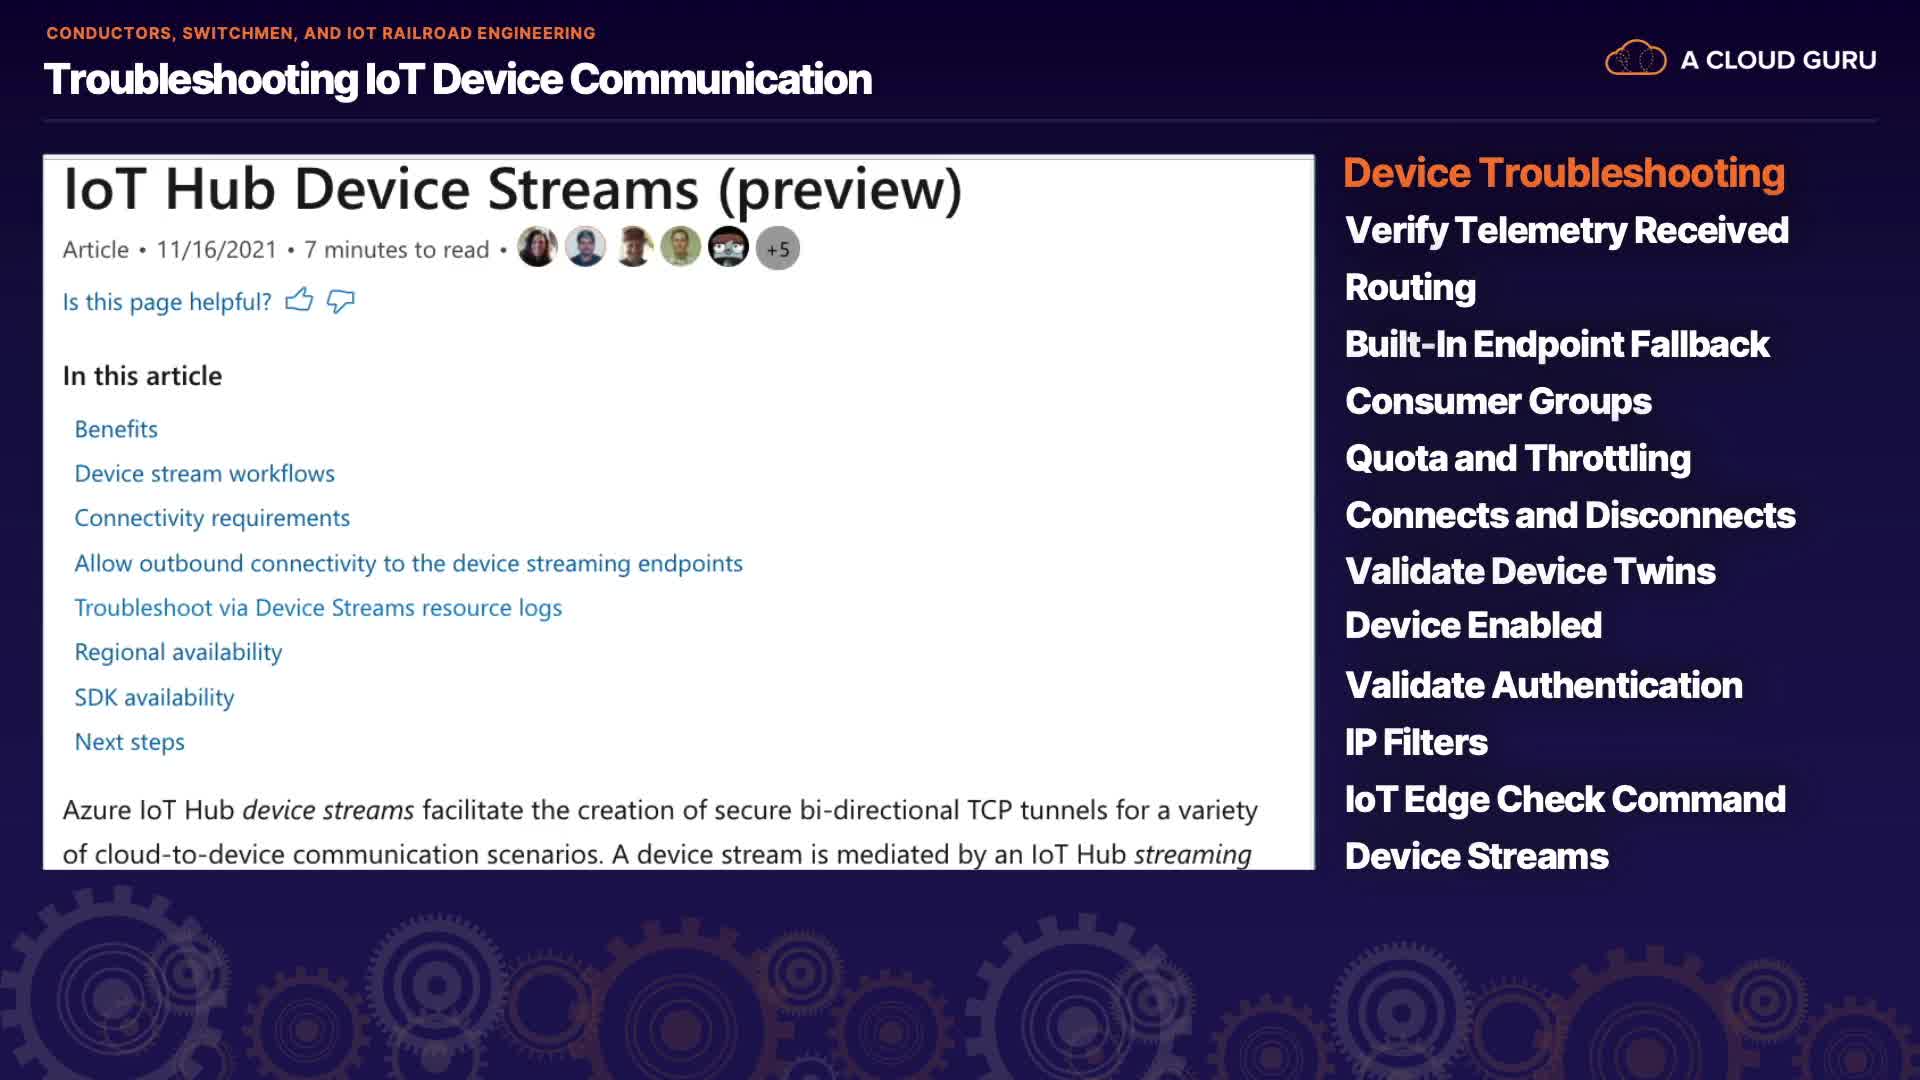 CONDUCTORS, SWITCHMEN, AND IOT RAILROAD ENGINEERING
Troubleshooting IoT Device Communication
A CLOUD GURU
IoT Hub Device Streams (preview)
Article • 11/16/2021 • 7 minutes to read • +5
Is this page helpful?
In this article
Benefits
Device stream workflows
Connectivity requirements
Allow outbound connectivity to the device streaming endpoints
Troubleshoot via Device Streams resource logs
Regional availability
SDK availability
Next steps
Azure IoT Hub device streams facilitate the creation of secure bi-directional TCP tunnels for a variety
of cloud-to-device communication scenarios. A device stream is mediated by an IoT Hub streaming
Device Troubleshooting
Verify Telemetry Received
Routing
Built-In Endpoint Fallback
Consumer Groups
Quota and Throttling
Connects and Disconnects
Validate Device Twins
Device Enabled
Validate Authentication
IP Filters
IoT Edge Check Command
Device Streams